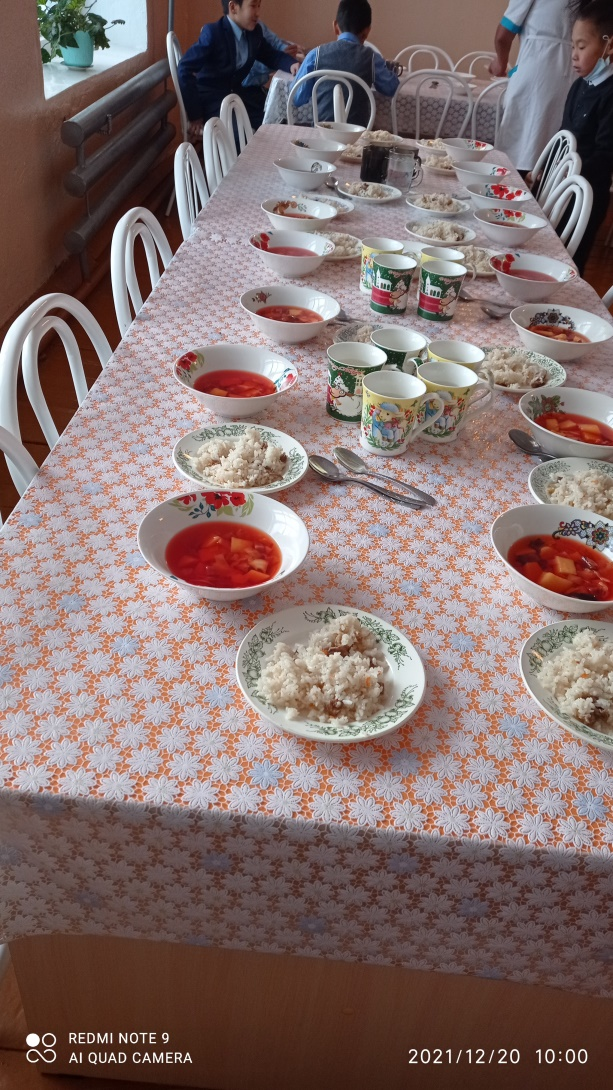 REDMI NOTE 9
AI QUAD CAMERA
2021/12/20 10:00